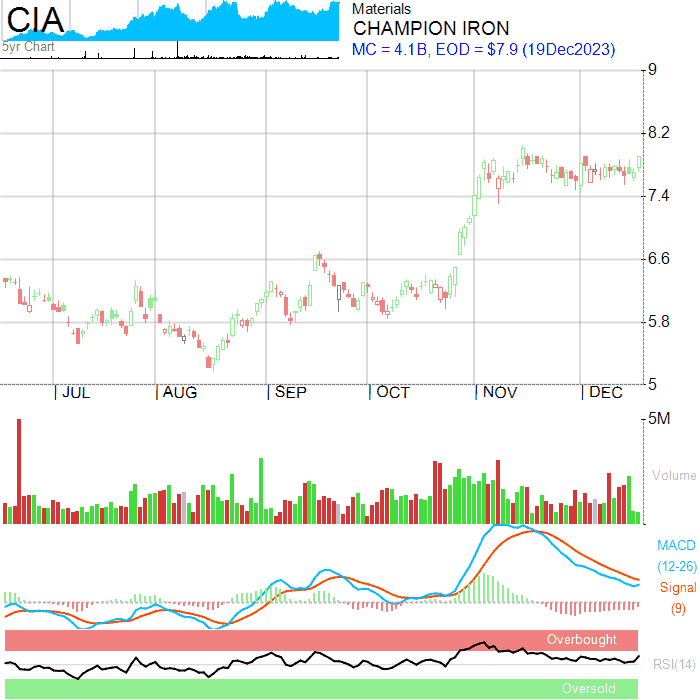 CIA
5yr Chart
Materials
CHAMPION IRON
MC = 4.1B, EOD = $7.9 (19Dec2023)
9
8.2
7.4
6.6
5.8
5
| JUL | AUG | SEP | OCT | NOV | DEC
5M
Volume
MACD
(12-26)
Signal
(9)
Overbought
RSI(14)
Oversold